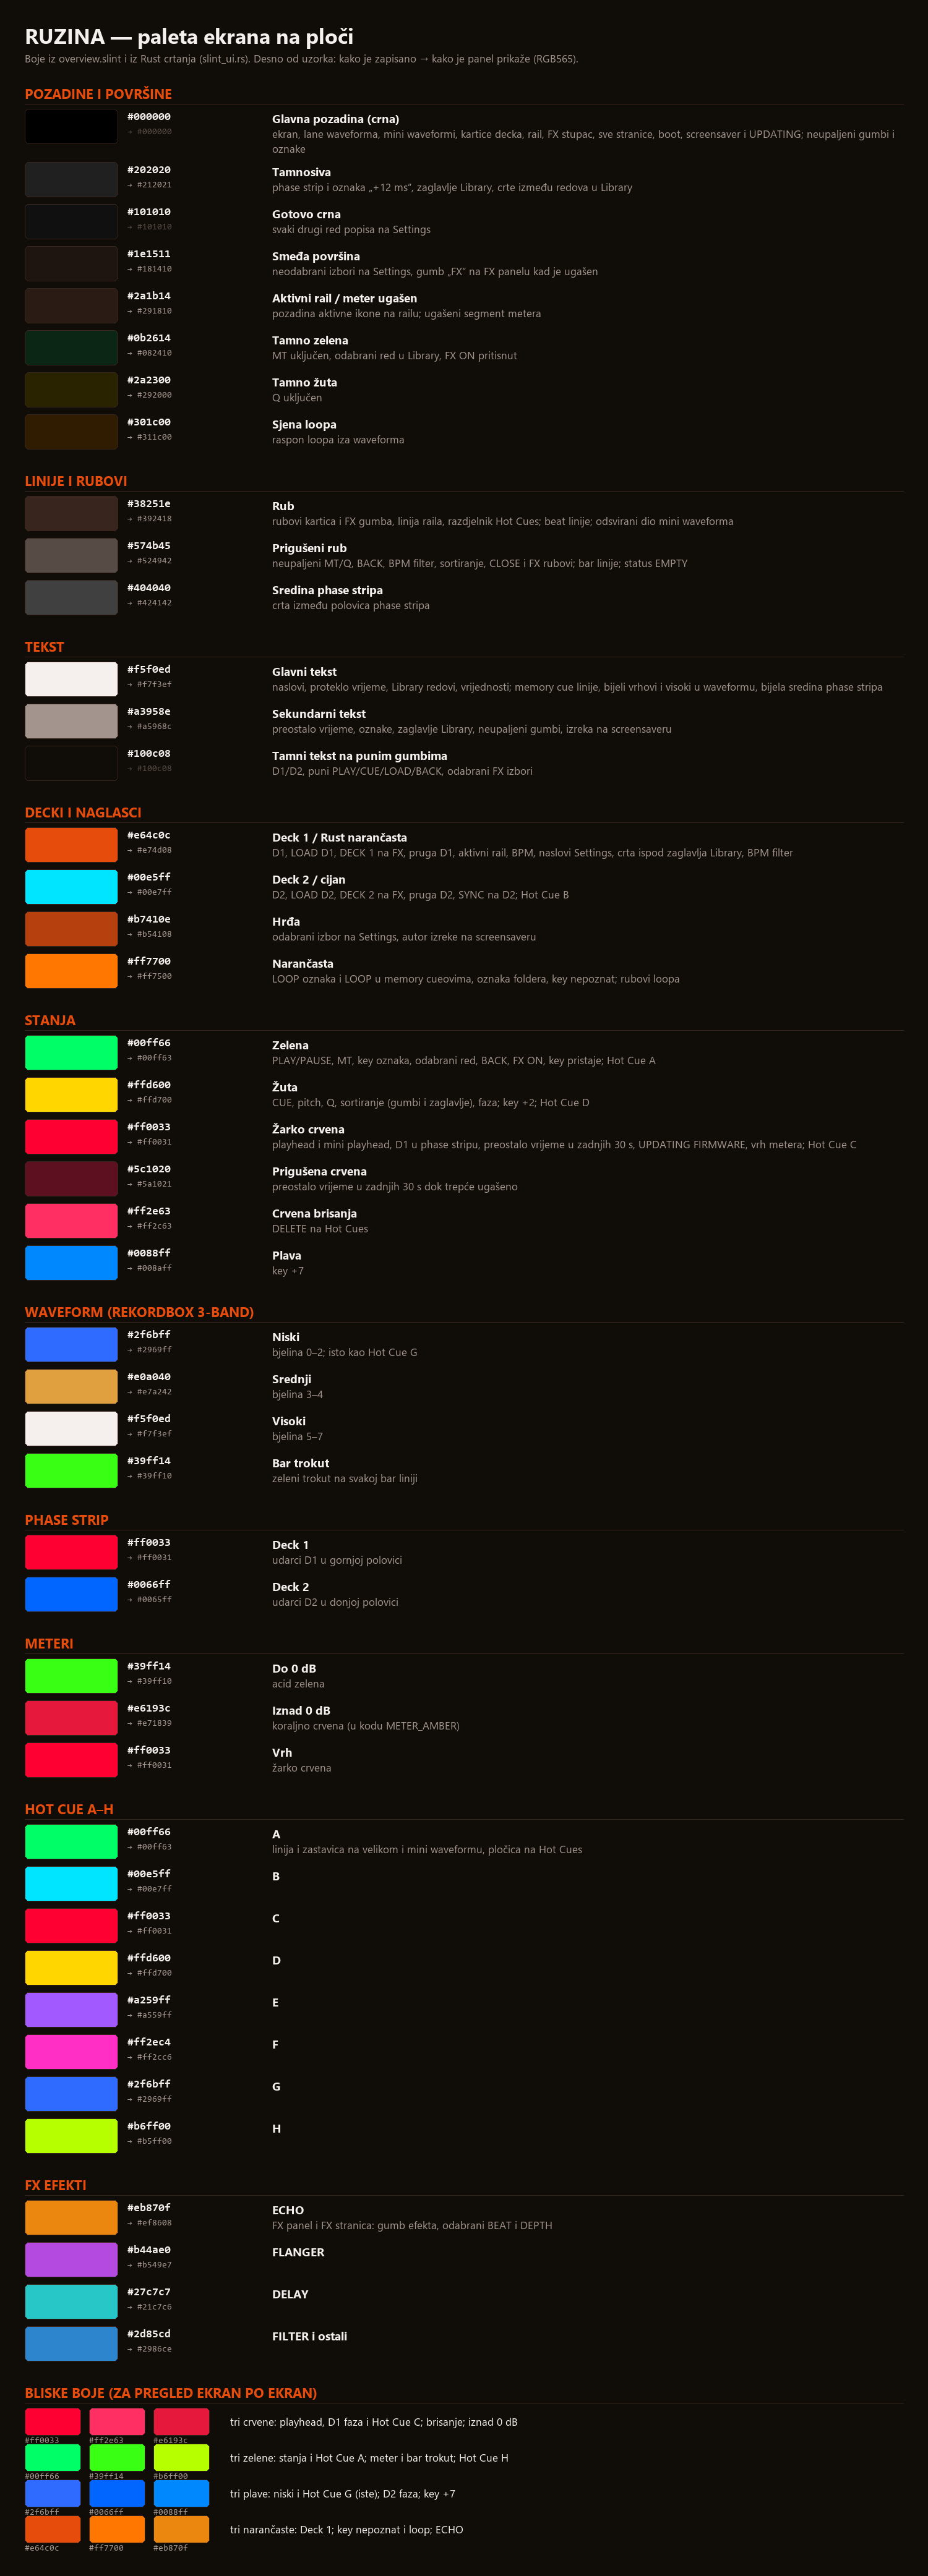 RUZINA — paleta ekrana na ploči
Boje iz overview.slint i iz Rust crtanja (slint_ui.rs). Desno od uzorka: kako je zapisano → kako je panel prikaže (RGB565).
POZADINE I POVRŠINE
#000000
→ #000000
Glavna pozadina (crna)
ekran, lane waveforma, mini waveformi, kartice decka, rail, FX stupac, sve stranice, boot, screensaver i UPDATING; neupaljeni gumbi i
oznake
#202020
→ #212021
Tamnosiva
phase strip i oznaka „+12 ms“, zaglavlje Library, crte između redova u Library
#101010
→ #101010
Gotovo crna
svaki drugi red popisa na Settings
#1e1511
→ #181410
Smeđa površina
neodabrani izbori na Settings, gumb „FX“ na FX panelu kad je ugašen
#2a1b14
→ #291810
Aktivni rail / meter ugašen
pozadina aktivne ikone na railu; ugašeni segment metera
#0b2614
→ #082410
Tamno zelena
MT uključen, odabrani red u Library, FX ON pritisnut
#2a2300
→ #292000
Tamno žuta
Q uključen
#301c00
→ #311c00
Sjena loopa
raspon loopa iza waveforma
LINIJE I RUBOVI
#38251e
→ #392418
Rub
rubovi kartica i FX gumba, linija raila, razdjelnik Hot Cues; beat linije; odsvirani dio mini waveforma
#574b45
→ #524942
Prigušeni rub
neupaljeni MT/Q, BACK, BPM filter, sortiranje, CLOSE i FX rubovi; bar linije; status EMPTY
#404040
→ #424142
Sredina phase stripa
crta između polovica phase stripa
TEKST
#f5f0ed
→ #f7f3ef
Glavni tekst
naslovi, proteklo vrijeme, Library redovi, vrijednosti; memory cue linije, bijeli vrhovi i visoki u waveformu, bijela sredina phase stripa
#a3958e
→ #a5968c
Sekundarni tekst
preostalo vrijeme, oznake, zaglavlje Library, neupaljeni gumbi, izreka na screensaveru
#100c08
→ #100c08
Tamni tekst na punim gumbima
D1/D2, puni PLAY/CUE/LOAD/BACK, odabrani FX izbori
DECKI I NAGLASCI
#e64c0c
→ #e74d08
Deck 1 / Rust narančasta
D1, LOAD D1, DECK 1 na FX, pruga D1, aktivni rail, BPM, naslovi Settings, crta ispod zaglavlja Library, BPM filter
#00e5ff
→ #00e7ff
Deck 2 / cijan
D2, LOAD D2, DECK 2 na FX, pruga D2, SYNC na D2; Hot Cue B
#b7410e
→ #b54108
Hrđa
odabrani izbor na Settings, autor izreke na screensaveru
#ff7700
→ #ff7500
Narančasta
LOOP oznaka i LOOP u memory cueovima, oznaka foldera, key nepoznat; rubovi loopa
STANJA
#00ff66
→ #00ff63
Zelena
PLAY/PAUSE, MT, key oznaka, odabrani red, BACK, FX ON, key pristaje; Hot Cue A
#ffd600
→ #ffd700
Žuta
CUE, pitch, Q, sortiranje (gumbi i zaglavlje), faza; key +2; Hot Cue D
#ff0033
→ #ff0031
Žarko crvena
playhead i mini playhead, D1 u phase stripu, preostalo vrijeme u zadnjih 30 s, UPDATING FIRMWARE, vrh metera; Hot Cue C
#5c1020
→ #5a1021
Prigušena crvena
preostalo vrijeme u zadnjih 30 s dok trepće ugašeno
#ff2e63
→ #ff2c63
Crvena brisanja
DELETE na Hot Cues
#0088ff
→ #008aff
Plava
key +7
WAVEFORM (REKORDBOX 3-BAND)
#2f6bff
→ #2969ff
Niski
bjelina 0–2; isto kao Hot Cue G
#e0a040
→ #e7a242
Srednji
bjelina 3–4
#f5f0ed
→ #f7f3ef
Visoki
bjelina 5–7
#39ff14
→ #39ff10
Bar trokut
zeleni trokut na svakoj bar liniji
PHASE STRIP
#ff0033
→ #ff0031
Deck 1
udarci D1 u gornjoj polovici
#0066ff
→ #0065ff
Deck 2
udarci D2 u donjoj polovici
METERI
#39ff14
→ #39ff10
Do 0 dB
acid zelena
#e6193c
→ #e71839
Iznad 0 dB
koraljno crvena (u kodu METER_AMBER)
#ff0033
→ #ff0031
Vrh
žarko crvena
HOT CUE A–H
#00ff66
→ #00ff63
A
linija i zastavica na velikom i mini waveformu, pločica na Hot Cues
#00e5ff
→ #00e7ff
B
#ff0033
→ #ff0031
C
#ffd600
→ #ffd700
D
#a259ff
→ #a559ff
E
#ff2ec4
→ #ff2cc6
F
#2f6bff
→ #2969ff
G
#b6ff00
→ #b5ff00
H
FX EFEKTI
#eb870f
→ #ef8608
ECHO
FX panel i FX stranica: gumb efekta, odabrani BEAT i DEPTH
#b44ae0
→ #b549e7
FLANGER
#27c7c7
→ #21c7c6
DELAY
#2d85cd
→ #2986ce
FILTER i ostali
BLISKE BOJE (ZA PREGLED EKRAN PO EKRAN)
#ff0033 #ff2e63 #e6193c
tri crvene: playhead, D1 faza i Hot Cue C; brisanje; iznad 0 dB
#00ff66 #39ff14 #b6ff00
tri zelene: stanja i Hot Cue A; meter i bar trokut; Hot Cue H
#2f6bff #0066ff #0088ff
tri plave: niski i Hot Cue G (iste); D2 faza; key +7
#e64c0c #ff7700 #eb870f
tri narančaste: Deck 1; key nepoznat i loop; ECHO